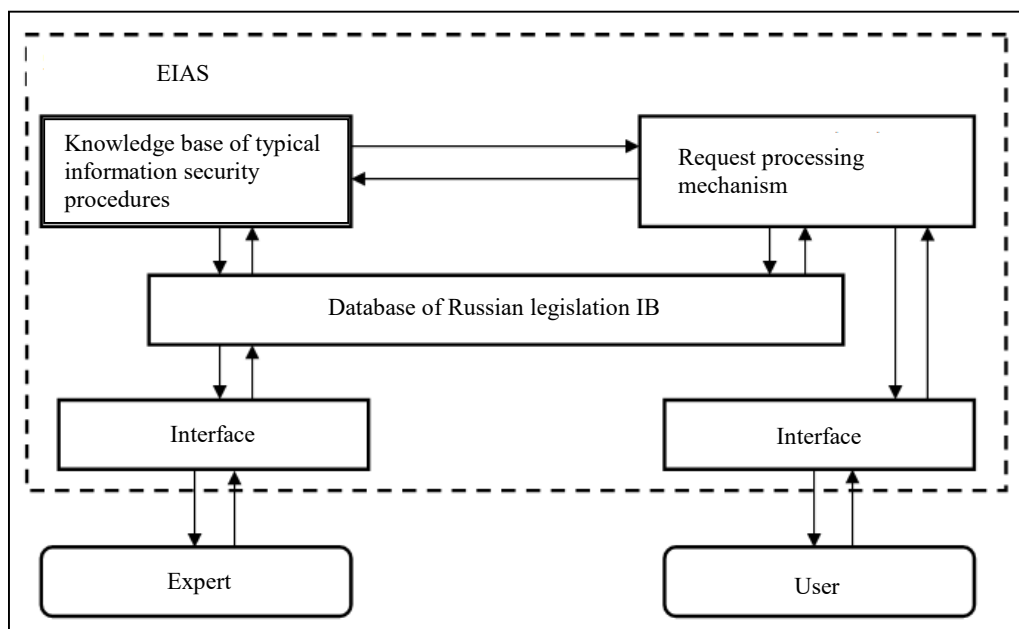 EIAS
Knowledge base of typical
information security
procedures
Request processing
mechanism
Database of Russian legislation IB
Interface
Interface
Expert
User